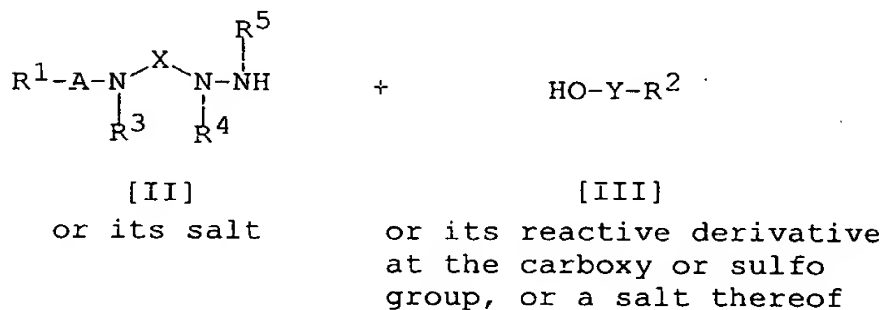 R5
R1-A-N X N-NH + HO-Y-R2
R3 R4
[II] [III]
or its salt or its reactive derivative
at the carboxy or sulfo
group, or a salt thereof